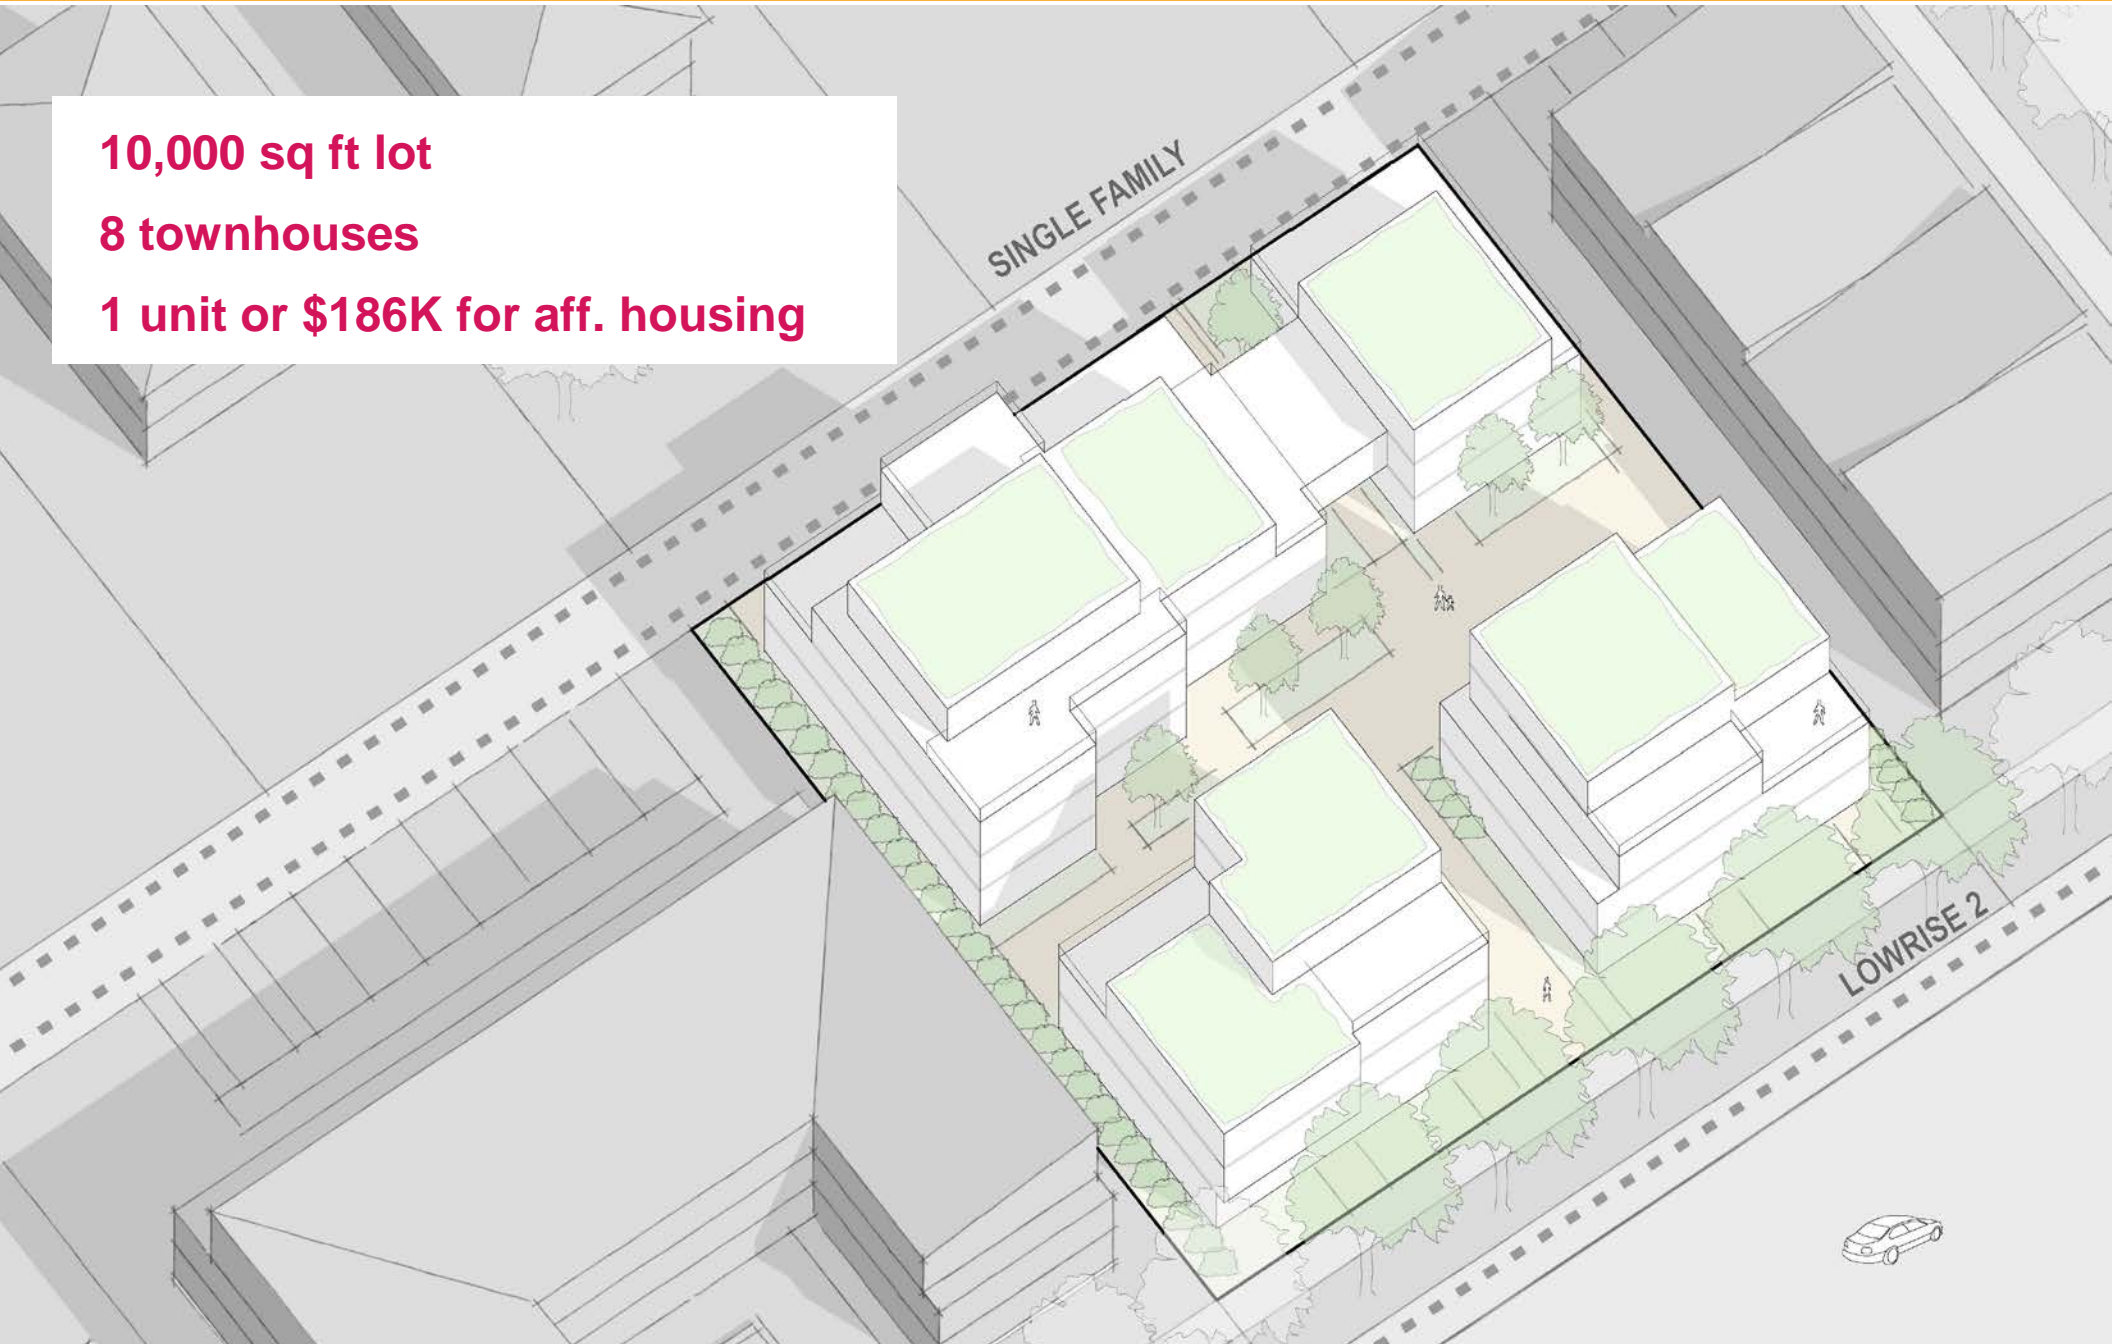 10,000 sq ft lot
8 townhouses
1 unit or $186K for aff. housing
SINGLE FAMILY
LOWRISE 2